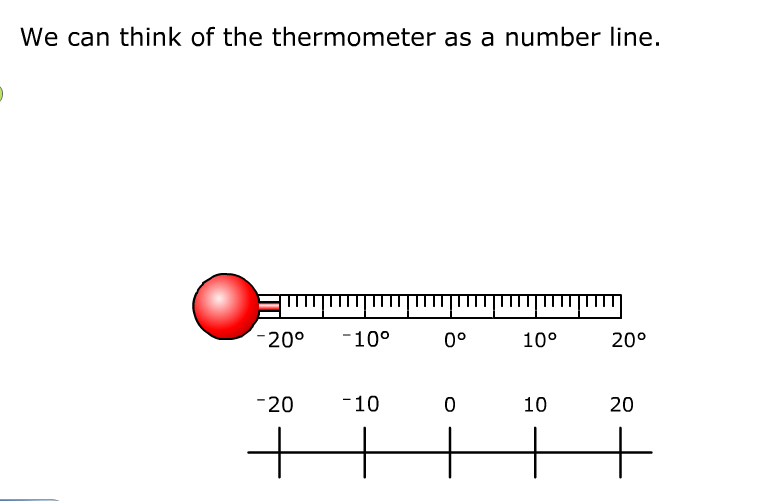 We can think of the thermometer as a number line.
⁻20° ⁻10° 0° 10° 20°
⁻20 ⁻10 0 10 20